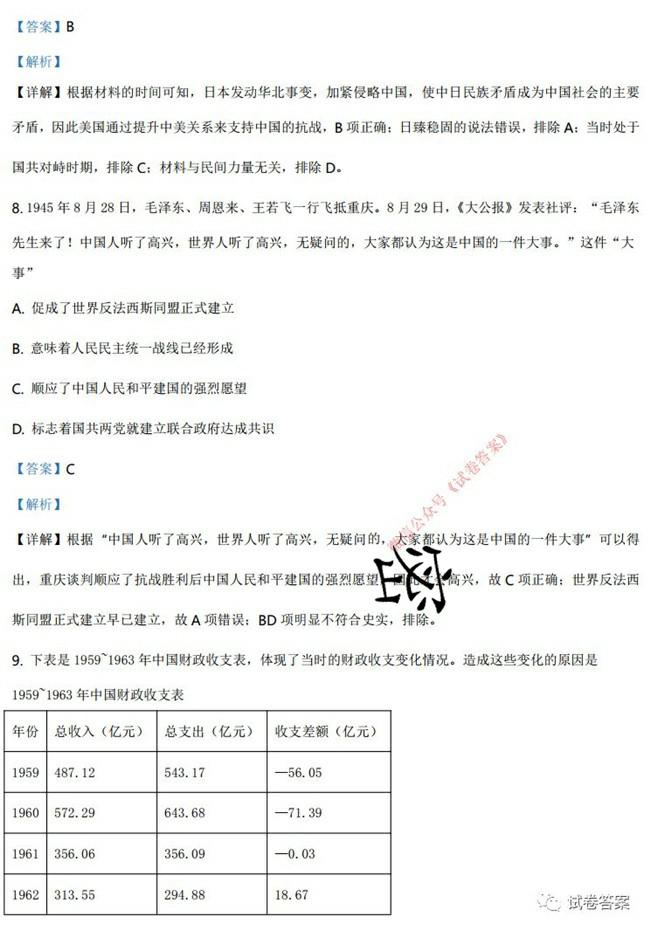 【答案】B
【解析】
【详解】根据材料的时间可知，日本发动华北事变，加紧侵略中国，使中日民族矛盾成为中国社会的主要
矛盾，因此美国通过提升中美关系来支持中国的抗战，B 项正确；日臻稳固的说法错误，排除 A；当时处于
国共对峙时期，排除 C；材料与民间力量无关，排除 D。
8. 1945 年 8 月 28 日，毛泽东、周恩来、王若飞一行飞抵重庆。8 月 29 日，《大公报》发表社评：“毛泽东
先生来了！中国人听了高兴，世界人听了高兴，无疑问的，大家都认为这是中国的一件大事。”这件“大
事”
A. 促成了世界反法西斯同盟正式建立
B. 意味着人民民主统一战线已经形成
C. 顺应了中国人民和平建国的强烈愿望
D. 标志着国共两党就建立联合政府达成共识
【答案】C
【解析】
【详解】根据“中国人听了高兴，世界人听了高兴，无疑问的，大家都认为这是中国的一件大事”可以得
出，重庆谈判顺应了抗战胜利后中国人民和平建国的强烈愿望，因此才会高兴，故 C 项正确；世界反法西
斯同盟正式建立早已建立，故 A 项错误；BD 项明显不符合史实，排除。
微信公众号《试卷答案》
9. 下表是 1959~1963 年中国财政收支表，体现了当时的财政收支变化情况。造成这些变化的原因是
1959~1963 年中国财政收支表
年份 总收入（亿元） 总支出（亿元） 收支差额（亿元）
1959 487.12 543.17 —56.05
1960 572.29 643.68 —71.39
1961 356.06 356.09 —0.03
1962 313.55 294.88 18.67
试卷答案